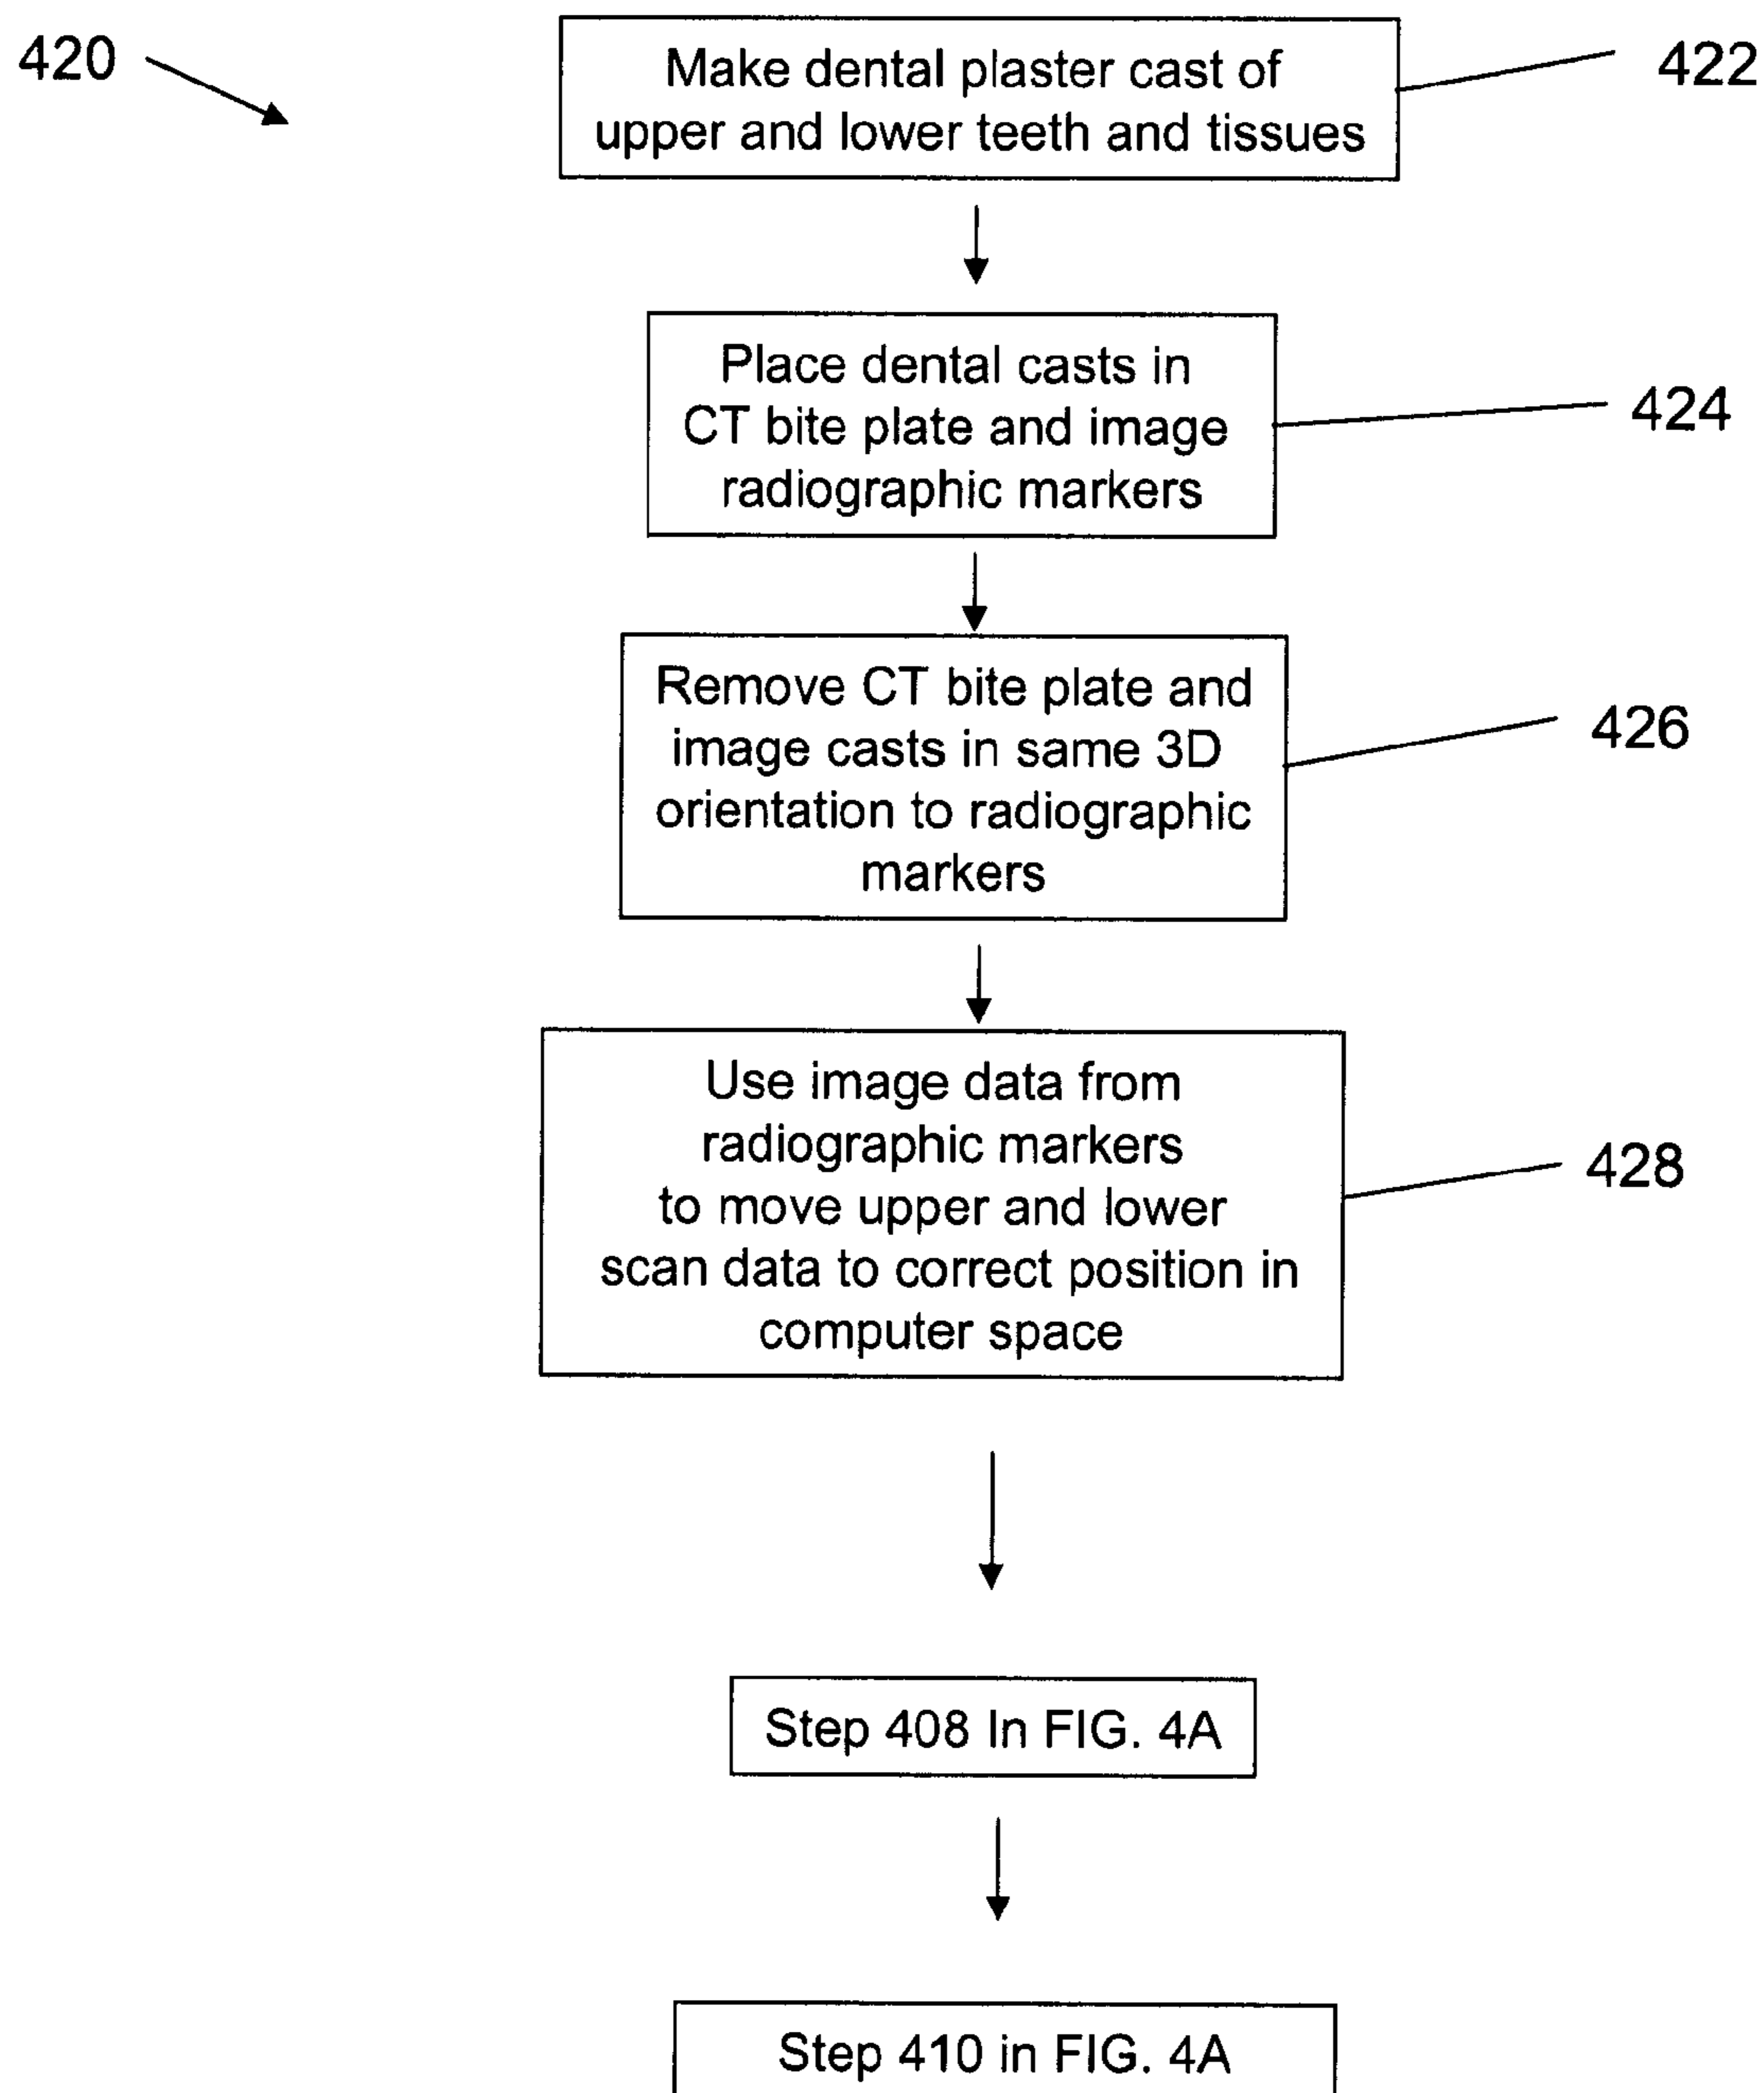 420
Make dental plaster cast of
upper and lower teeth and tissues
422
Place dental casts in
CT bite plate and image
radiographic markers
424
Remove CT bite plate and
image casts in same 3D
orientation to radiographic
markers
426
Use image data from
radiographic markers
to move upper and lower
scan data to correct position in
computer space
428
Step 408 In FIG. 4A
Step 410 in FIG. 4A